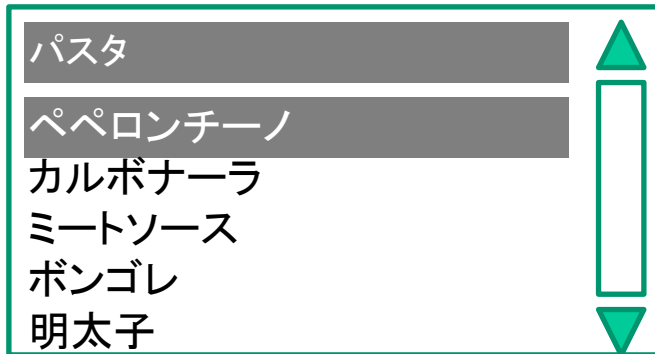 パスタ
ペペロンチーノ
カルボナーラ
ミートソース
ボンゴレ
明太子